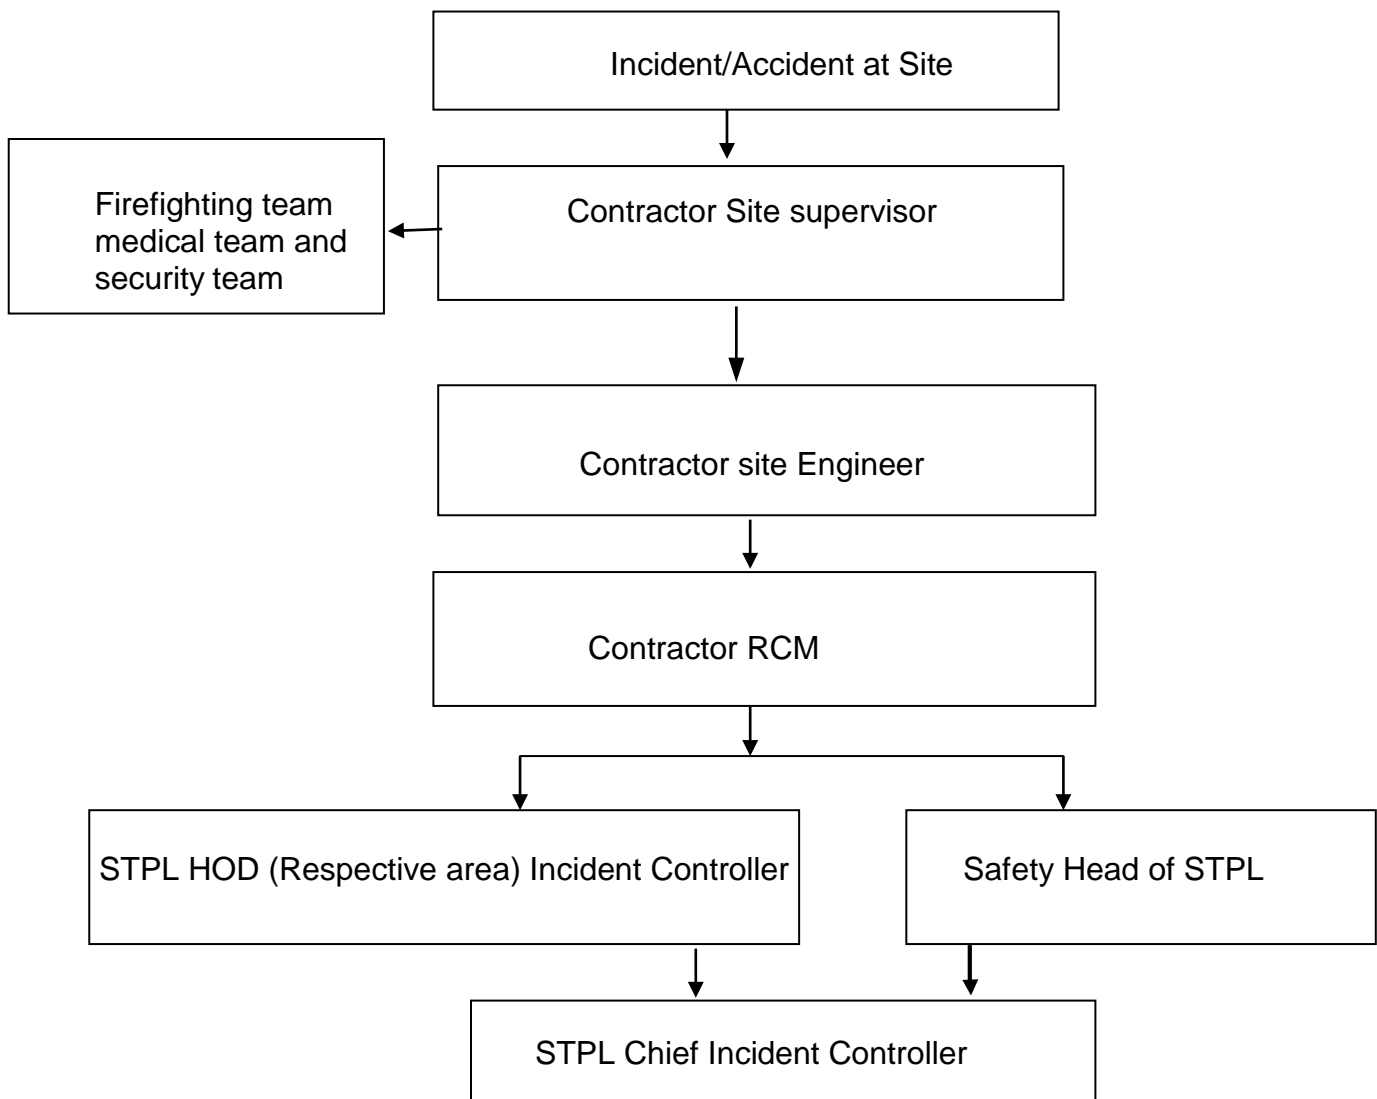 Incident/Accident at Site
Contractor Site supervisor
Firefighting team
medical team and
security team
Contractor site Engineer
Contractor RCM
STPL HOD (Respective area) Incident Controller
Safety Head of STPL
STPL Chief Incident Controller